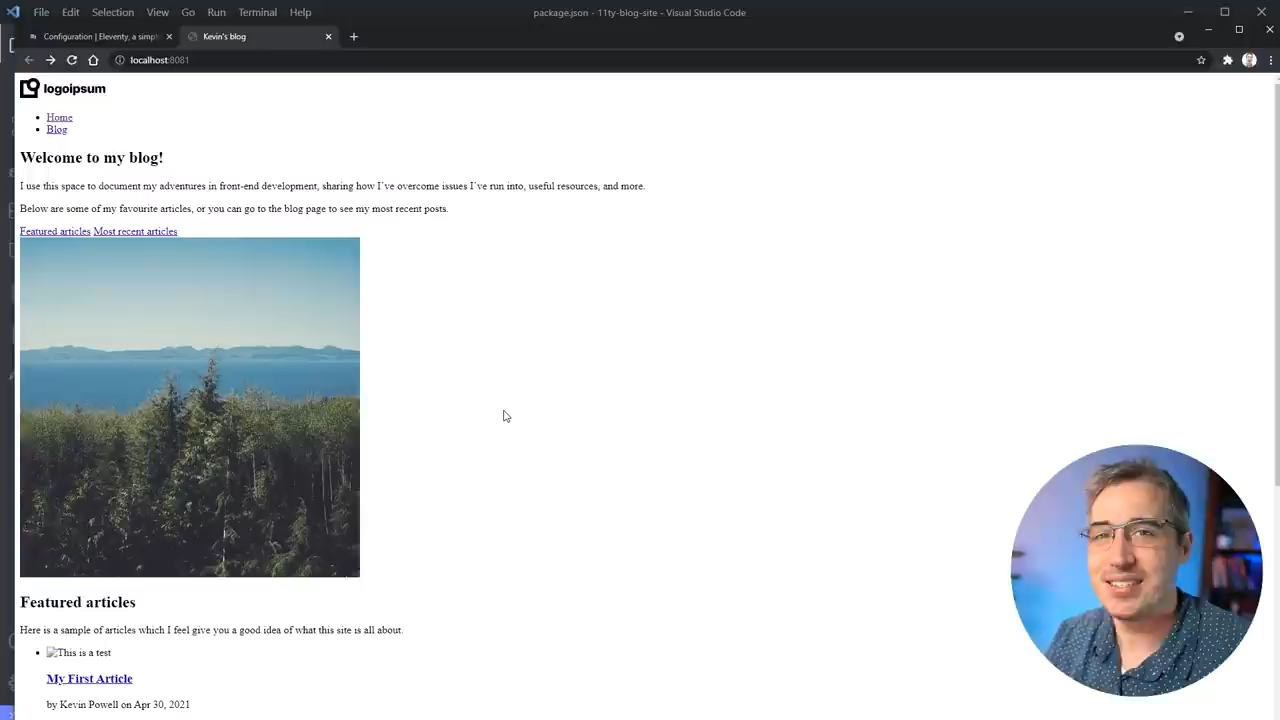 File Edit Selection View Go Run Terminal Help package.json - 11ty-blog-site - Visual Studio Code
Configuration | Eleventy, a simp Kevin's blog
localhost:8081
logoipsum
Home
Blog
Welcome to my blog!
I use this space to document my adventures in front-end development, sharing how I've overcome issues I've run into, useful resources, and more.
Below are some of my favourite articles, or you can go to the blog page to see my most recent posts.
Featured articles Most recent articles
Featured articles
Here is a sample of articles which I feel give you a good idea of what this site is all about.
This is a test
My First Article
by Kevin Powell on Apr 30, 2021